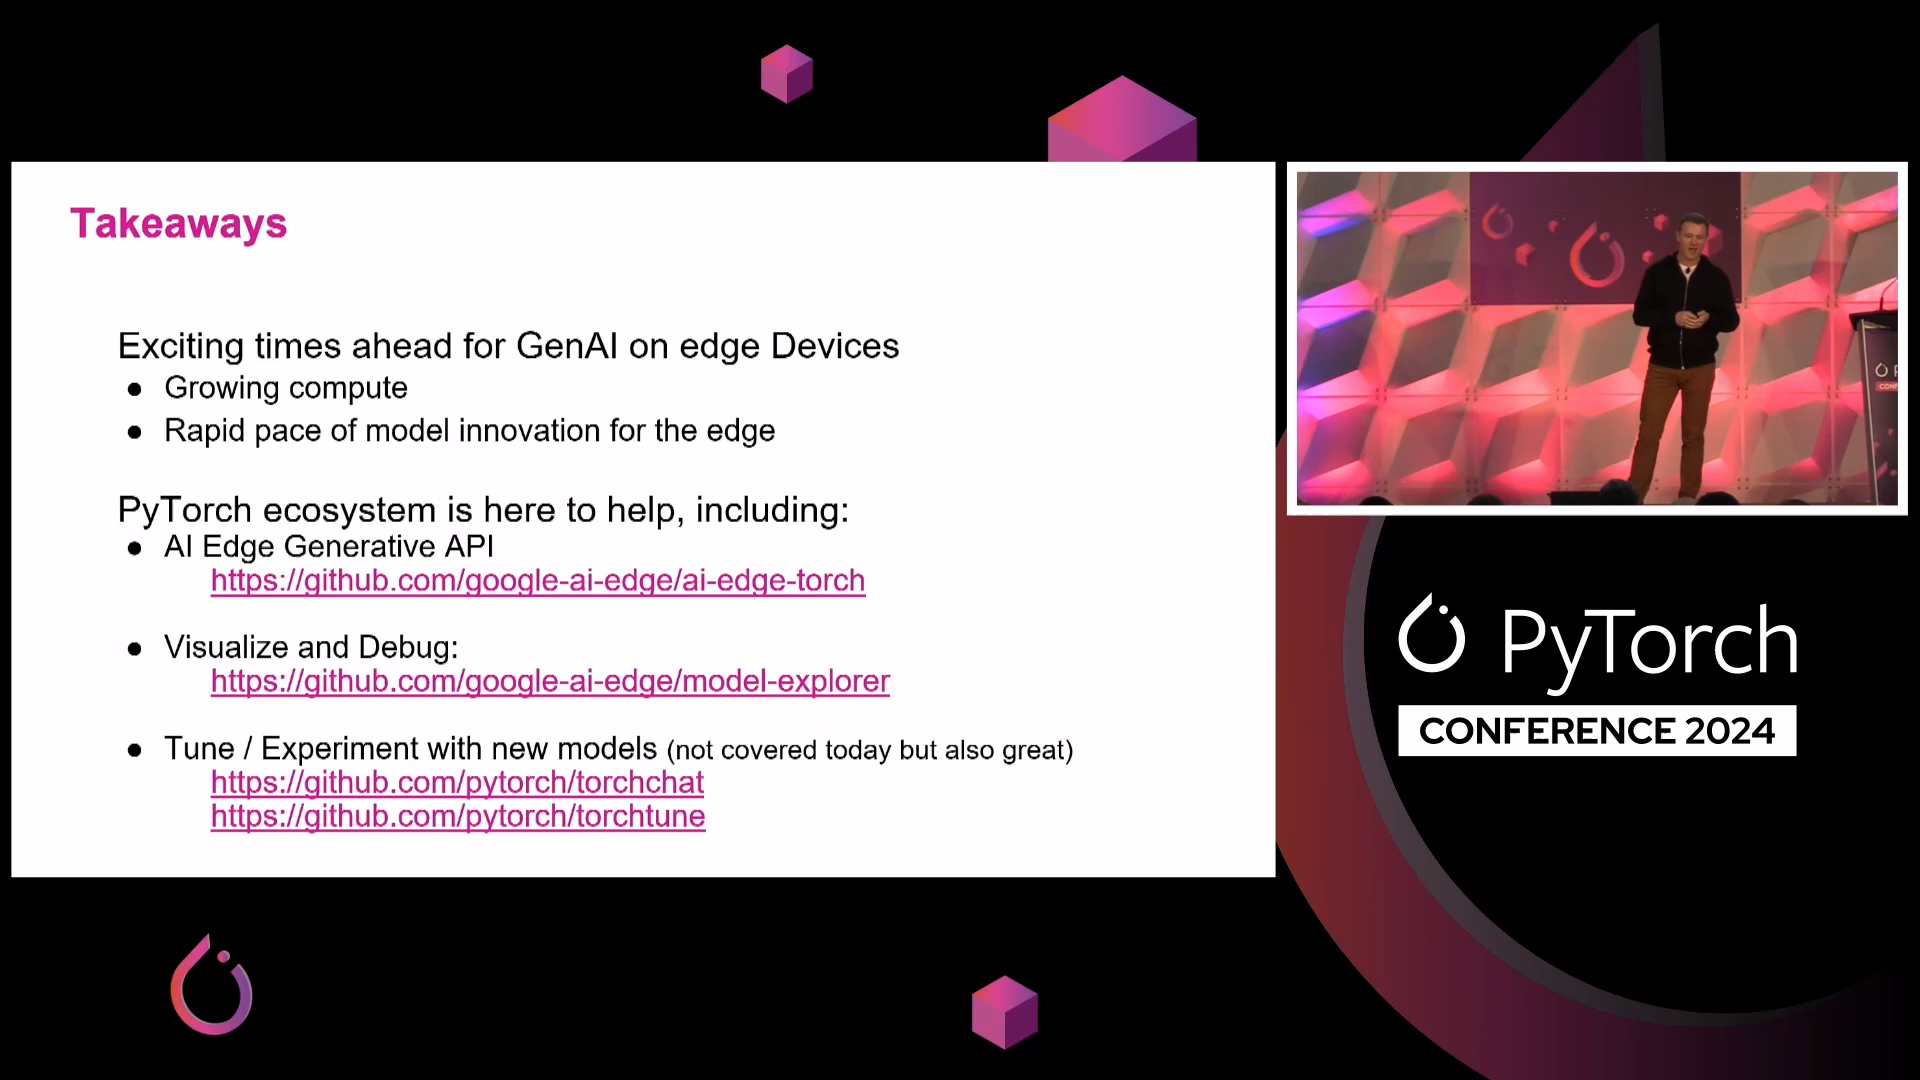 Takeaways
Exciting times ahead for GenAI on edge Devices
● Growing compute
● Rapid pace of model innovation for the edge
PyTorch ecosystem is here to help, including:
● AI Edge Generative API
https://github.com/google-ai-edge/ai-edge-torch
● Visualize and Debug:
https://github.com/google-ai-edge/model-explorer
● Tune / Experiment with new models (not covered today but also great)
https://github.com/pytorch/torchchat
https://github.com/pytorch/torchtune
PyTorch
CONFERENCE 2024